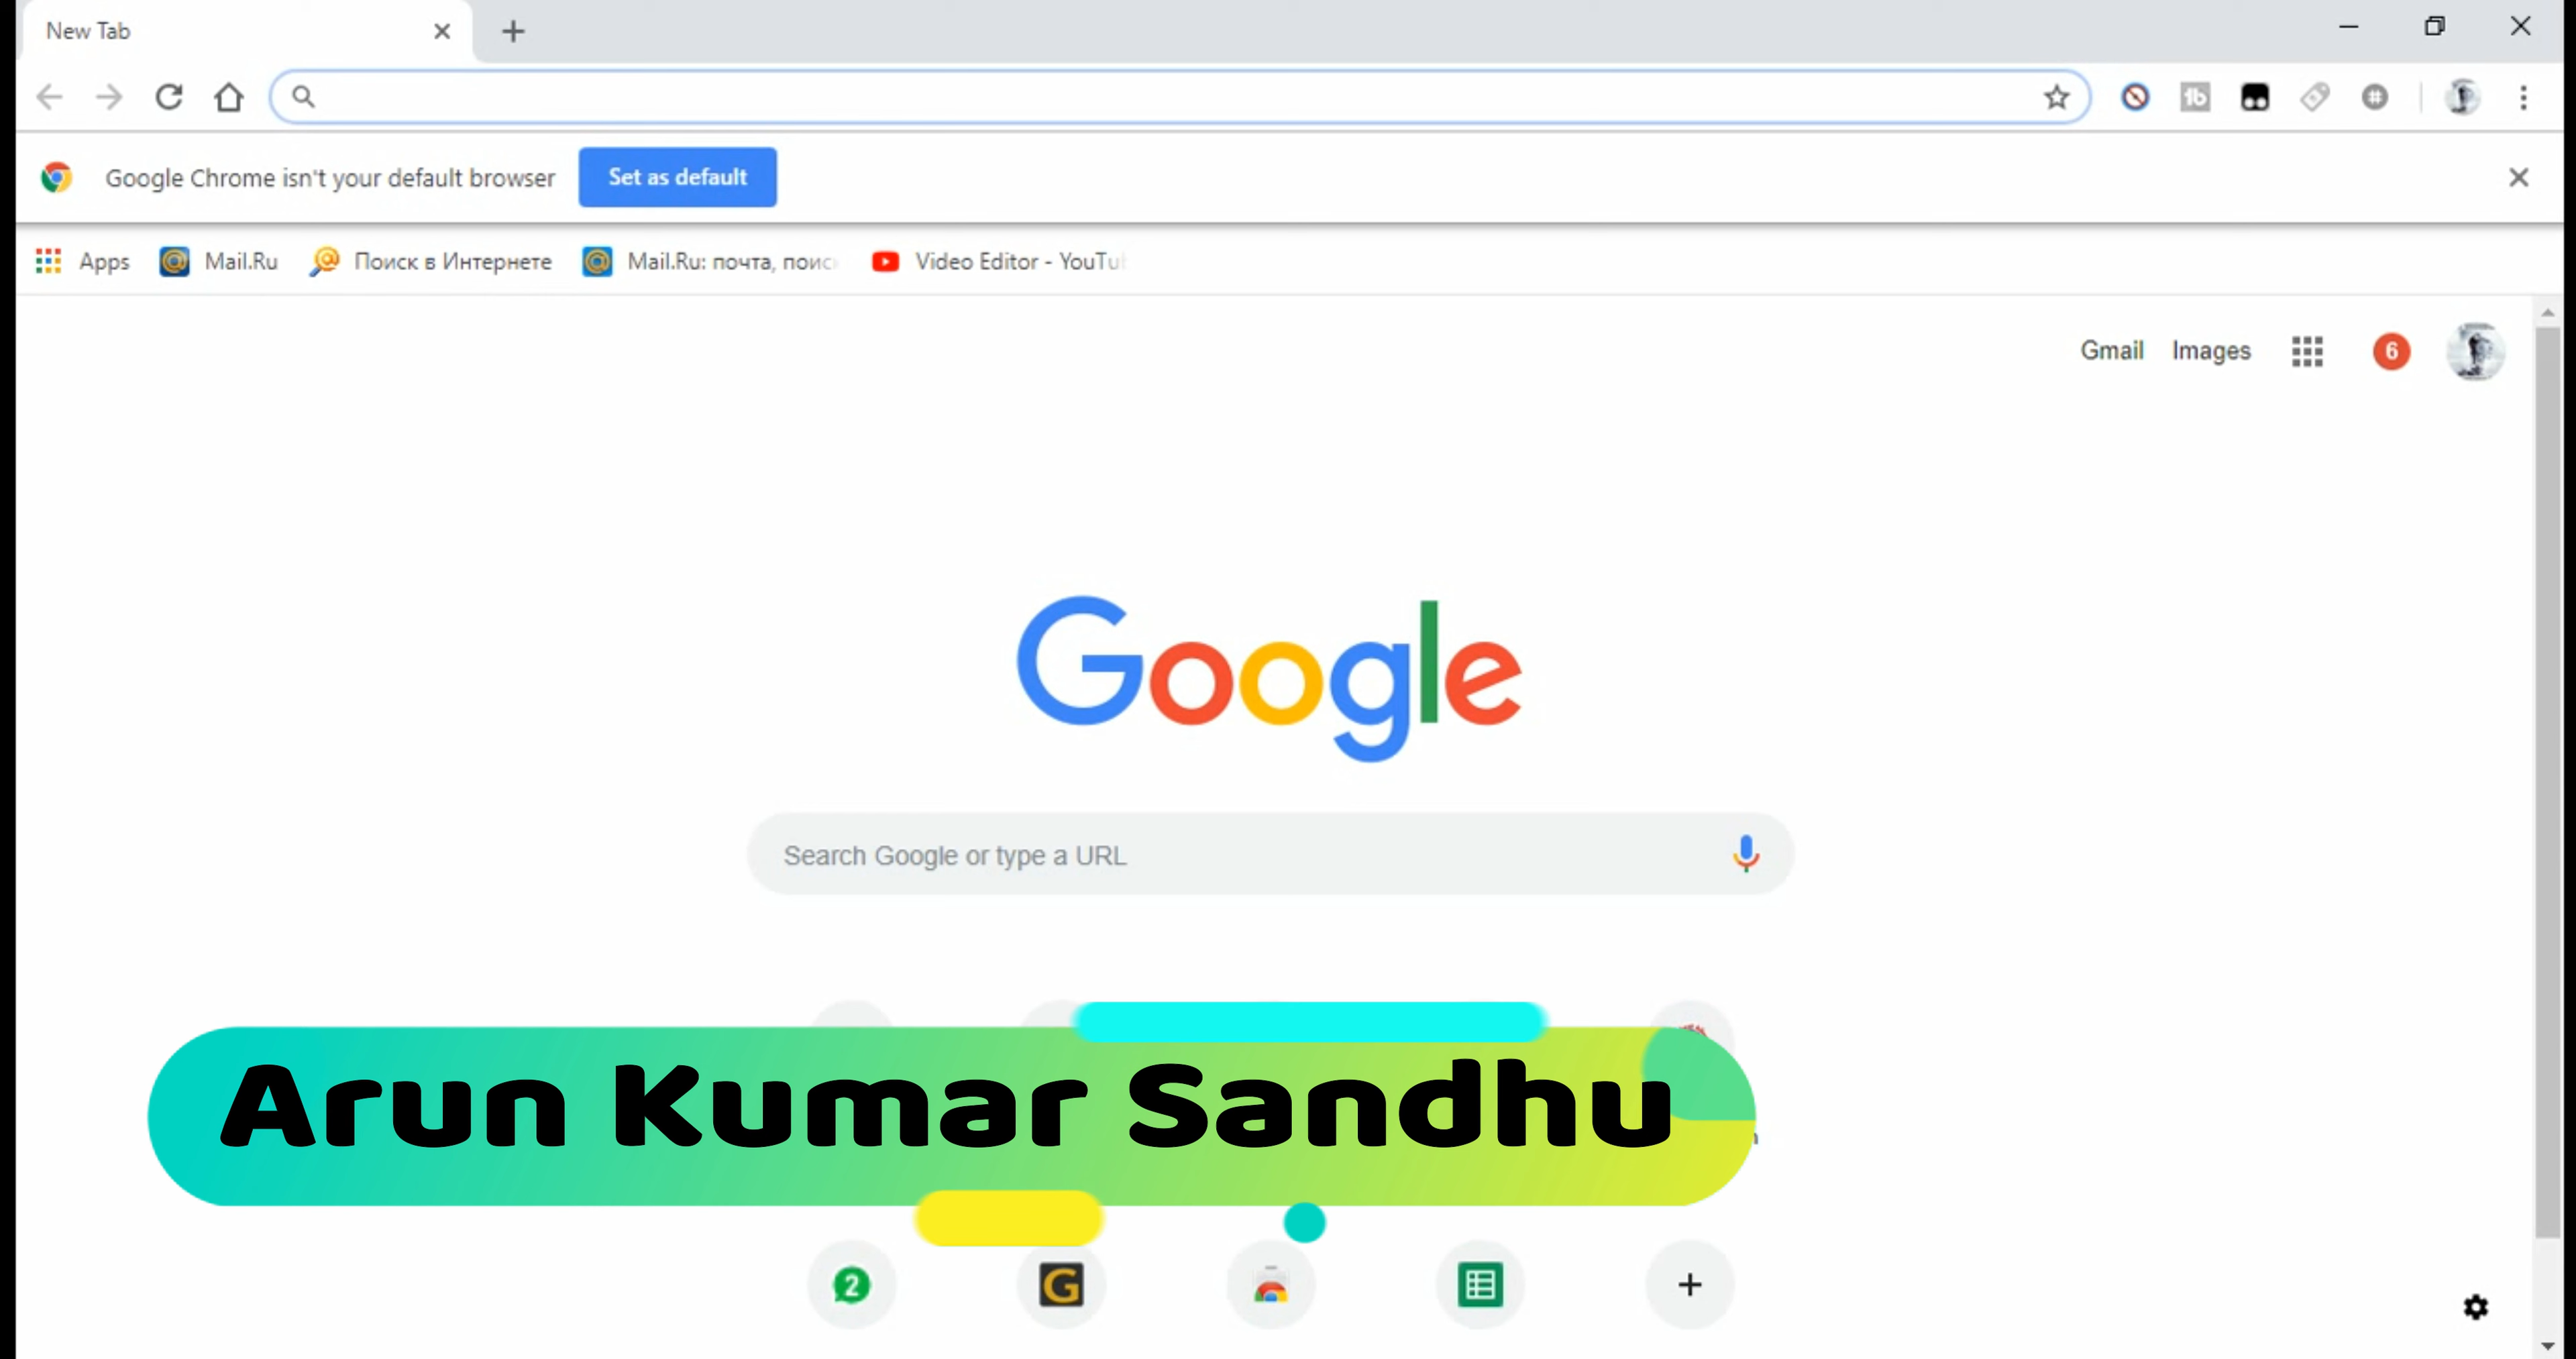 New Tab
Google Chrome isn't your default browser
Set as default
Apps
Mail.Ru
Поиск в Интернете
Mail.Ru: почта, поис
Video Editor - YouTu
Gmail
Images
6
Google
Search Google or type a URL
Arun Kumar Sandhu
2
G